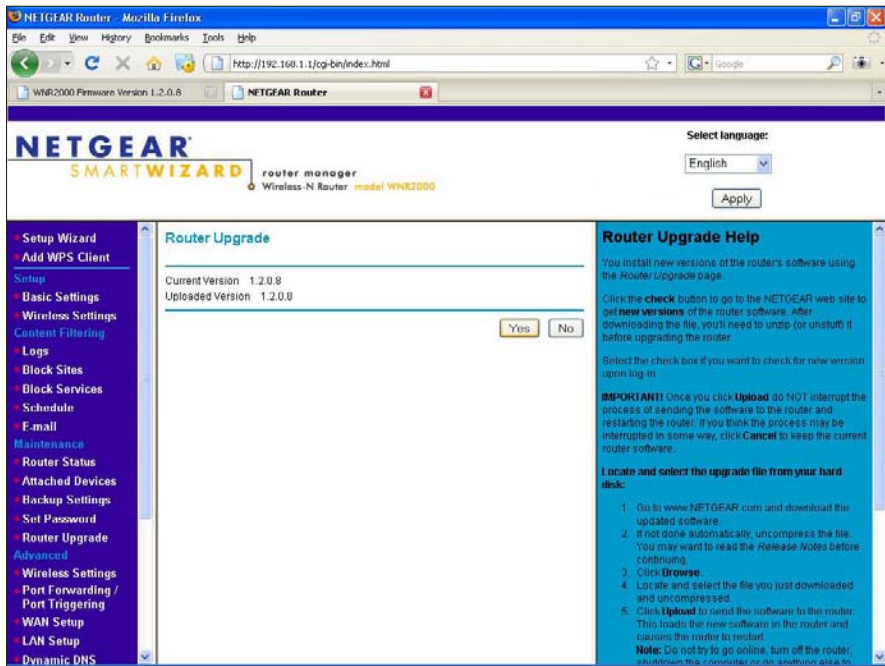 NETGEAR Router - Mozilla Firefox
File Edit View History Bookmarks Tools Help
http://192.168.1.1/cgi-bin/index.html
Google
WNR2000 Firmware Version 1.2.0.8
NETGEAR Router
NETGEAR
SMARTWIZARD
router manager
Wireless-N Router model WNR2000
Select language:
English
Apply
Setup Wizard
Add WPS Client
Setup
Basic Settings
Wireless Settings
Content Filtering
Logs
Block Sites
Block Services
Schedule
E-mail
Maintenance
Router Status
Attached Devices
Backup Settings
Set Password
Router Upgrade
Advanced
Wireless Settings
Port Forwarding /
Port Triggering
WAN Setup
LAN Setup
Dynamic DNS
Router Upgrade
Current Version 1.2.0.8
Uploaded Version 1.2.0.8
Yes No
Router Upgrade Help
You install new versions of the router's software using
the Router Upgrade page.
Click the check button to go to the NETGEAR web site to
get new versions of the router software. After
downloading the file, you'll need to unzip (or unstuff) it
before upgrading the router.
Select the check box if you want to check for new version
upon log-in
IMPORTANT! Once you click Upload do NOT interrupt the
process of sending the software to the router and
restarting the router. If you think the process may be
interrupted in some way, click Cancel to keep the current
router software.
Locate and select the upgrade file from your hard
disk:
1. Go to www.NETGEAR.com and download the
updated software.
2. If not done automatically, uncompress the file.
You may want to read the Release Notes before
continuing.
3. Click Browse.
4. Locate and select the file you just downloaded
and uncompressed.
5. Click Upload to send the software to the router.
This loads the new software in the router and
causes the router to restart.
Note: Do not try to go online, turn off the router,
shutdown the computer or do anything else to